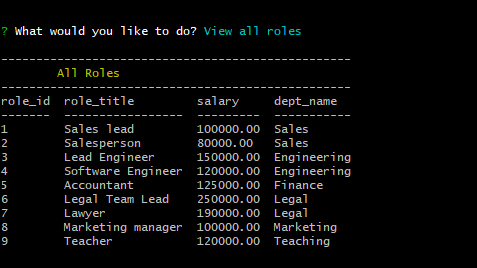 ? What would you like to do? View all roles
--------------------------------------------------
All Roles
--------------------------------------------------
role_id  role_title         salary     dept_name
-------  -----------------  ---------  -----------
1        Sales lead         100000.00  Sales
2        Salesperson        80000.00   Sales
3        Lead Engineer      150000.00  Engineering
4        Software Engineer  120000.00  Engineering
5        Accountant         125000.00  Finance
6        Legal Team Lead    250000.00  Legal
7        Lawyer             190000.00  Legal
8        Marketing manager  100000.00  Marketing
9        Teacher            120000.00  Teaching